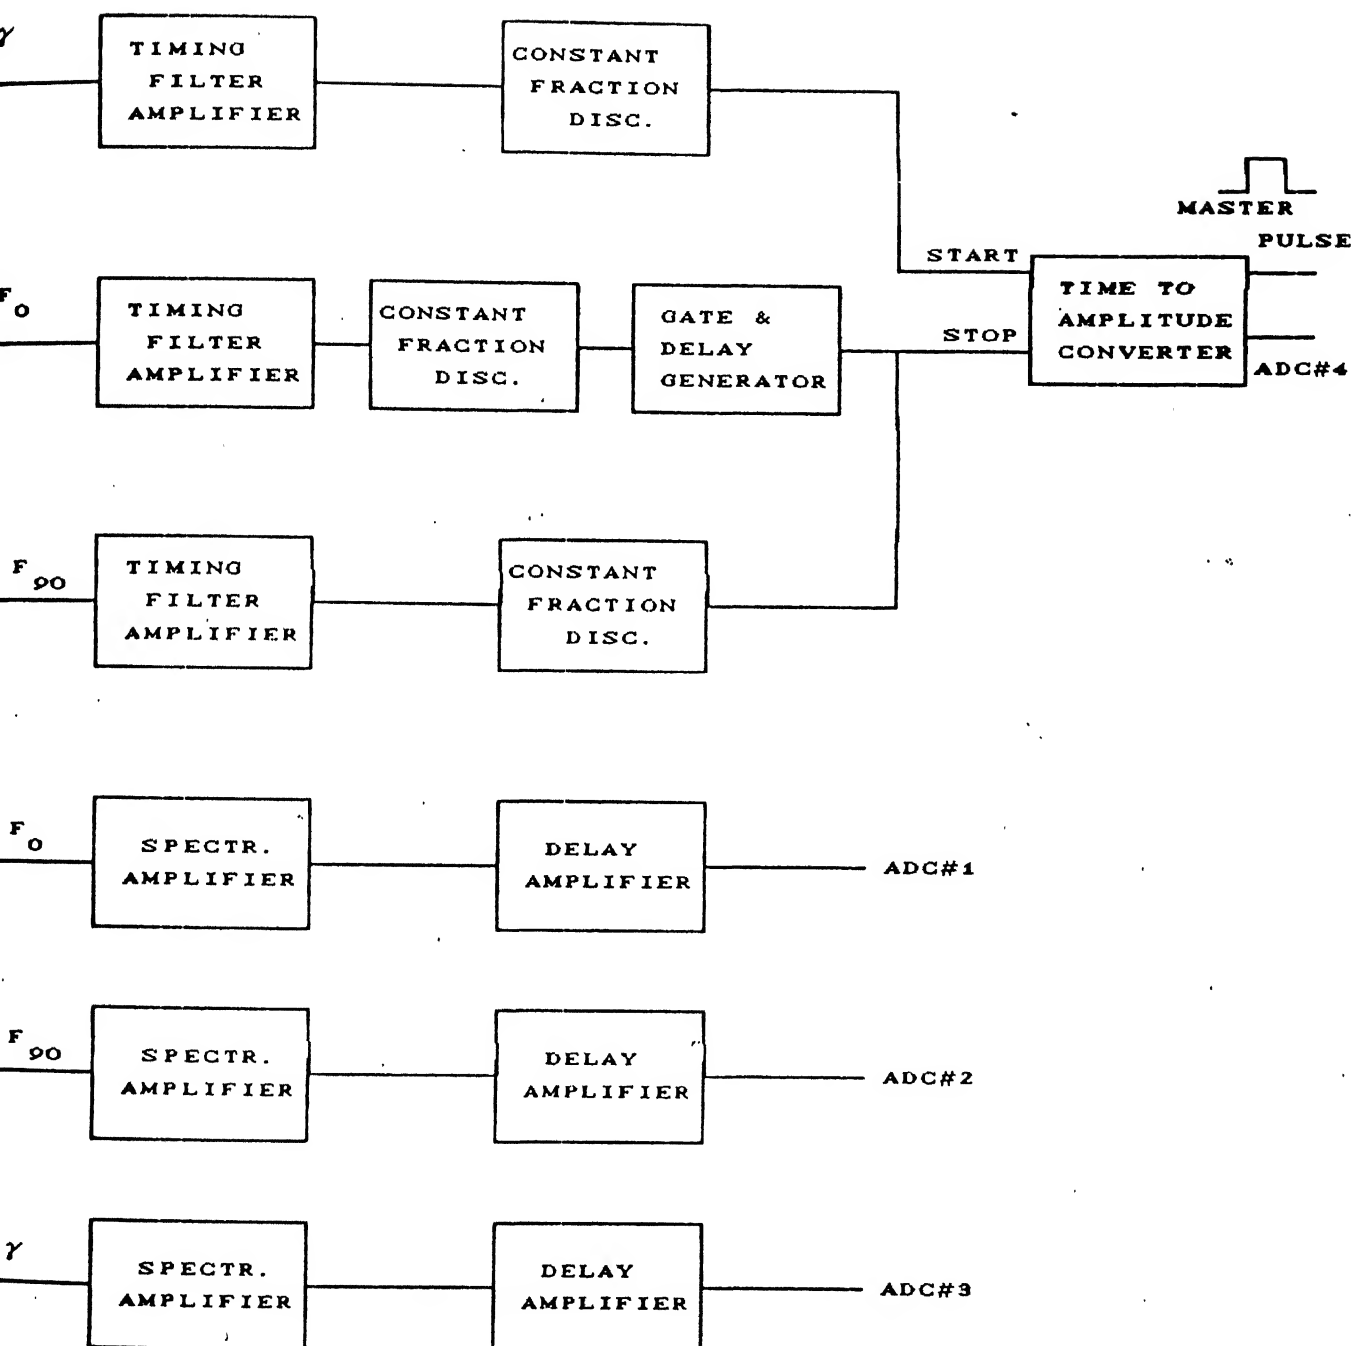 γ
TIMING
FILTER
AMPLIFIER
CONSTANT
FRACTION
DISC.
MASTER
PULSE
START
TIME TO
AMPLITUDE
CONVERTER
STOP
ADC#4
F0
TIMING
FILTER
AMPLIFIER
CONSTANT
FRACTION
DISC.
GATE &
DELAY
GENERATOR
F90
TIMING
FILTER
AMPLIFIER
CONSTANT
FRACTION
DISC.
F0
SPECTR.
AMPLIFIER
DELAY
AMPLIFIER
ADC#1
F90
SPECTR.
AMPLIFIER
DELAY
AMPLIFIER
ADC#2
γ
SPECTR.
AMPLIFIER
DELAY
AMPLIFIER
ADC#3